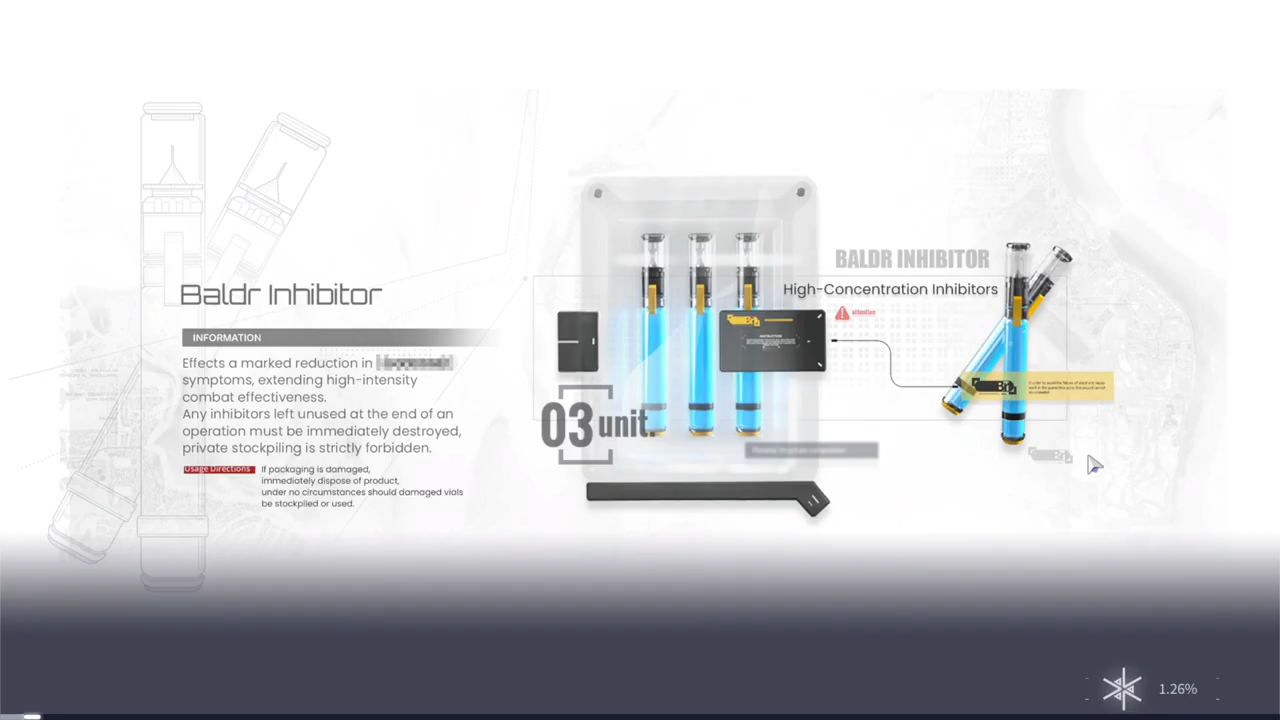 Baldr Inhibitor
INFORMATION
Effects a marked reduction in
symptoms, extending high-intensity
combat effectiveness.
Any inhibitors left unused at the end of an
operation must be immediately destroyed,
private stockpiling is strictly forbidden.
Usage Directions
If packaging is damaged,
immediately dispose of product,
under no circumstances should damaged vials
be stockpiled or used.
03 unit.
BALDR INHIBITOR
High-Concentration Inhibitors
attention
INSTRUCTION
1.26%